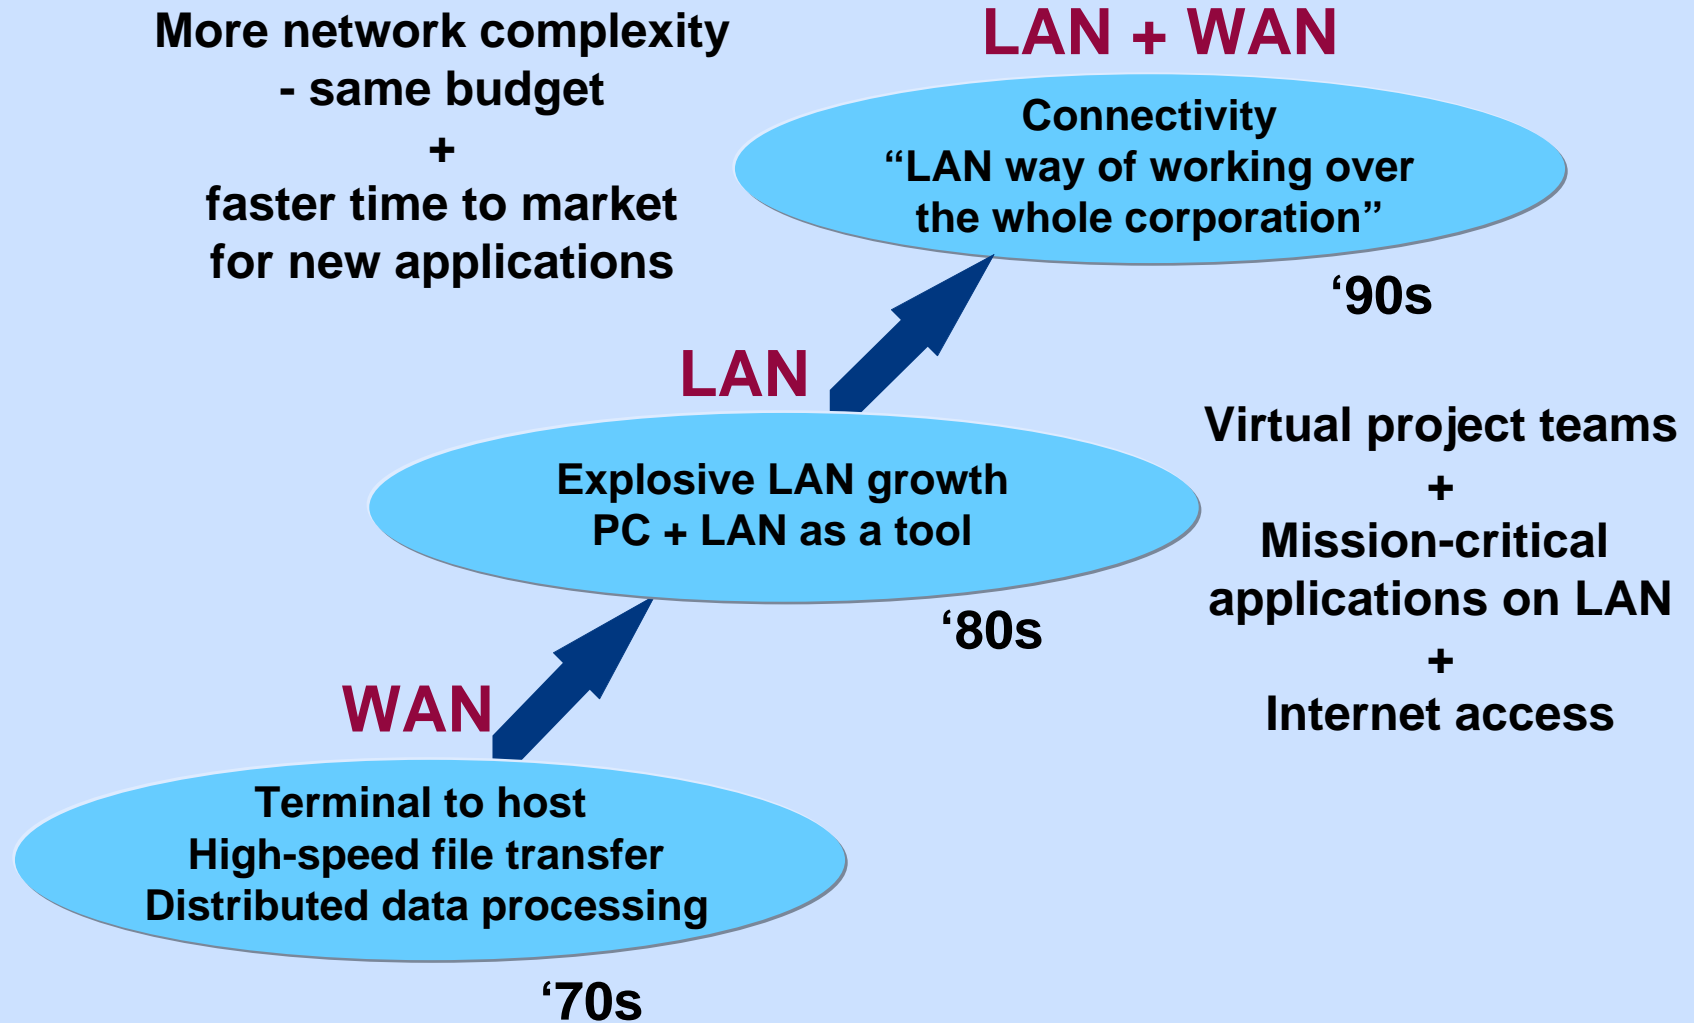 More network complexity
- same budget
+
faster time to market
for new applications
LAN + WAN
Connectivity
“LAN way of working over
the whole corporation”
‘90s
LAN
Explosive LAN growth
PC + LAN as a tool
‘80s
Virtual project teams
+
Mission-critical
applications on LAN
+
Internet access
WAN
Terminal to host
High-speed file transfer
Distributed data processing
‘70s